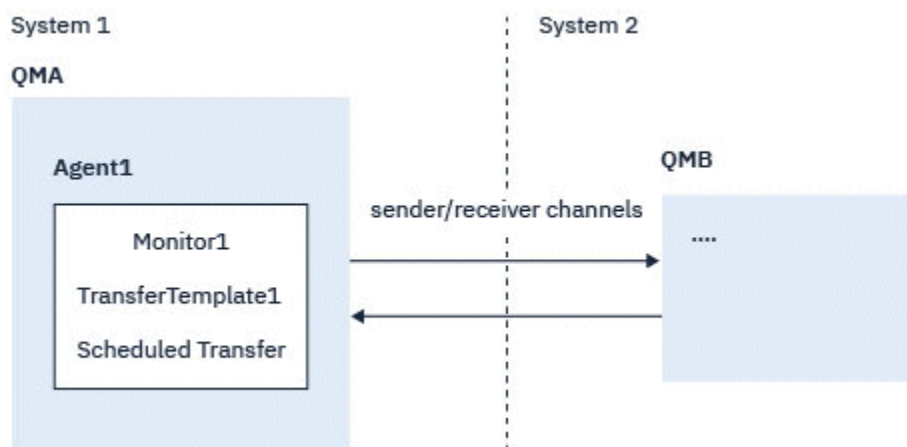 System 1
System 2
QMA
Agent1
QMB
sender/receiver channels
Monitor1
....
TransferTemplate1
Scheduled Transfer